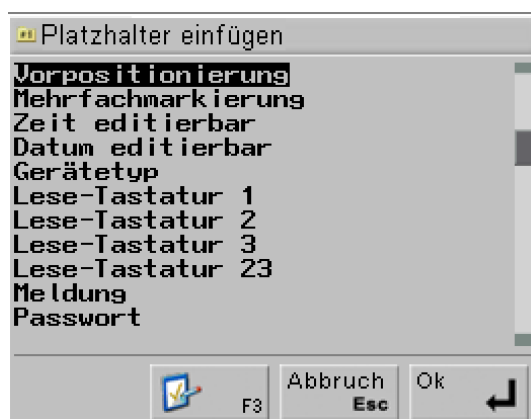 Platzhalter einfügen
Vorpositionierung
Mehrfachmarkierung
Zeit editierbar
Datum editierbar
Gerätetyp
Lese-Tastatur 1
Lese-Tastatur 2
Lese-Tastatur 3
Lese-Tastatur 23
Meldung
Passwort
F3
Abbruch
Esc
Ok